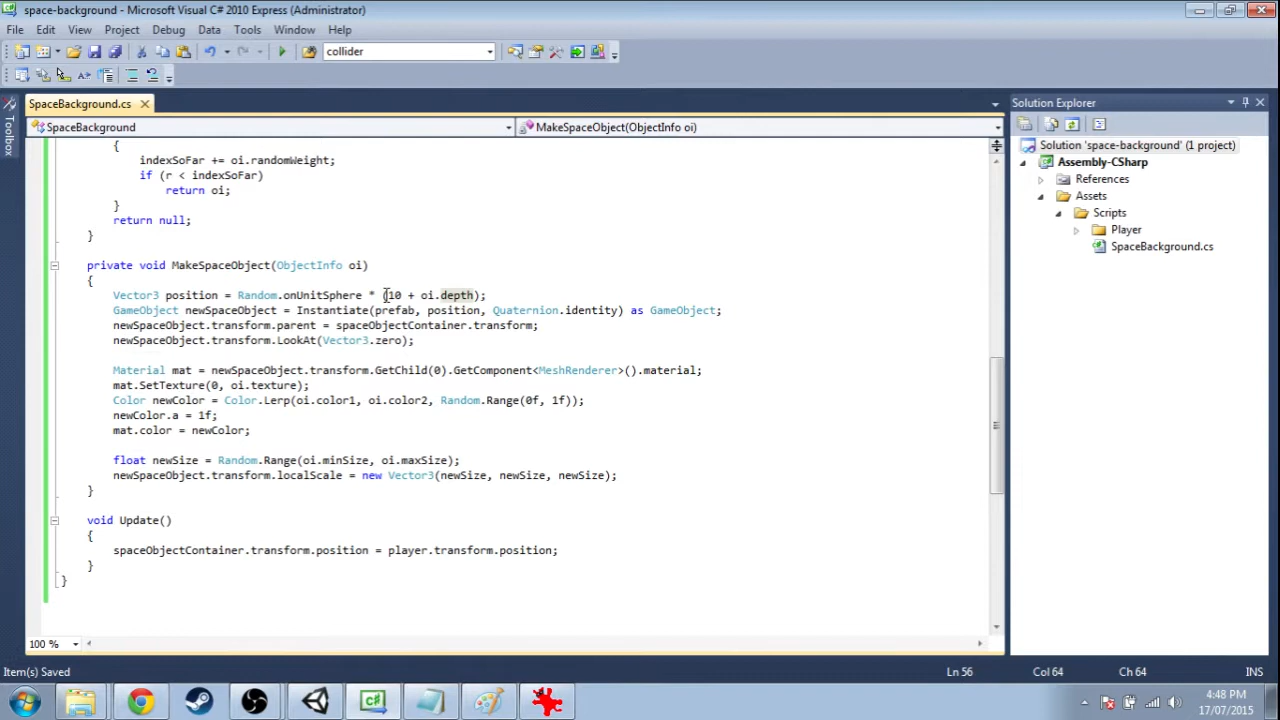 space-background - Microsoft Visual C# 2010 Express (Administrator)
File Edit View Project Debug Data Tools Window Help
collider
SpaceBackground.cs
SpaceBackground
MakeSpaceObject(ObjectInfo oi)
Toolbox
{
indexSoFar += oi.randomWeight;
if (r < indexSoFar)
return oi;
}
return null;
}
private void MakeSpaceObject(ObjectInfo oi)
{
Vector3 position = Random.onUnitSphere * (10 + oi.depth);
GameObject newSpaceObject = Instantiate(prefab, position, Quaternion.identity) as GameObject;
newSpaceObject.transform.parent = spaceObjectContainer.transform;
newSpaceObject.transform.LookAt(Vector3.zero);
Material mat = newSpaceObject.transform.GetChild(0).GetComponent<MeshRenderer>().material;
mat.SetTexture(0, oi.texture);
Color newColor = Color.Lerp(oi.color1, oi.color2, Random.Range(0f, 1f));
newColor.a = 1f;
mat.color = newColor;
float newSize = Random.Range(oi.minSize, oi.maxSize);
newSpaceObject.transform.localScale = new Vector3(newSize, newSize, newSize);
}
void Update()
{
spaceObjectContainer.transform.position = player.transform.position;
}
}
100 %
Solution Explorer
Solution 'space-background' (1 project)
Assembly-CSharp
References
Assets
Scripts
Player
SpaceBackground.cs
Item(s) Saved Ln 56 Col 64 Ch 64 INS
4:48 PM
17/07/2015